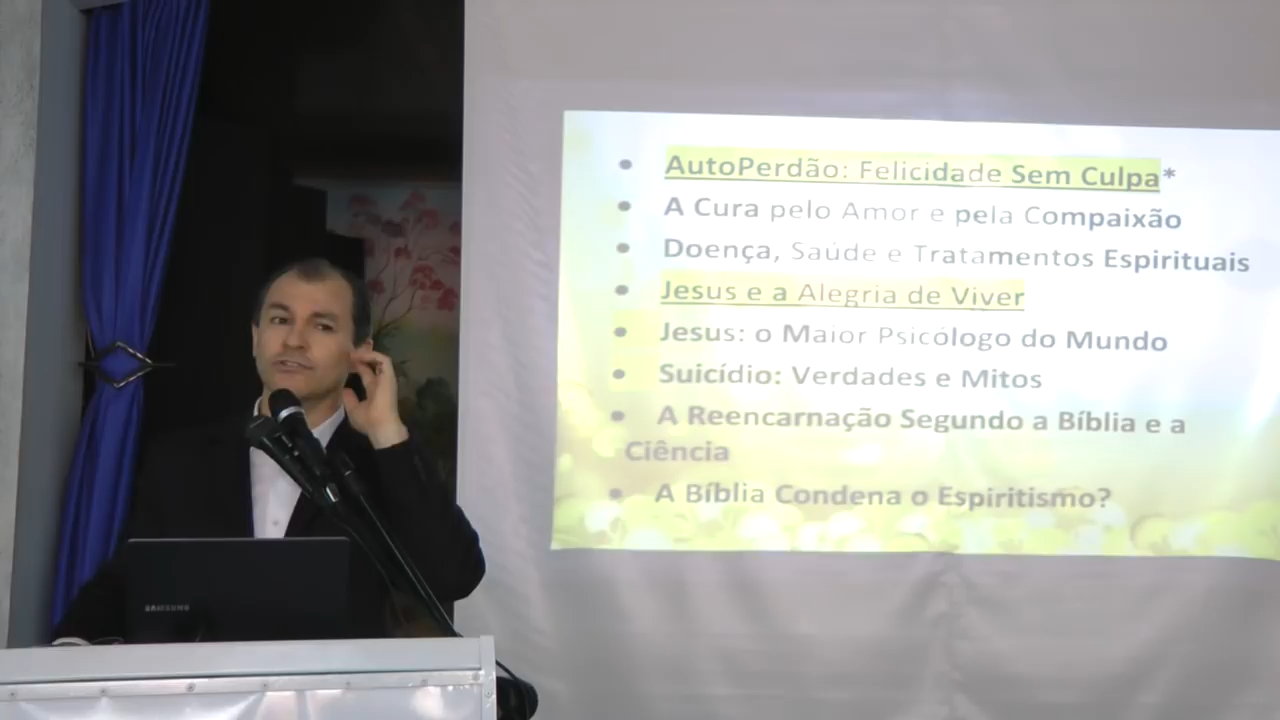 • AutoPerdão: Felicidade Sem Culpa*
• A Cura pelo Amor e pela Compaixão
• Doença, Saúde e Tratamentos Espirituais
• Jesus e a Alegria de Viver
• Jesus: o Maior Psicólogo do Mundo
• Suicídio: Verdades e Mitos
• A Reencarnação Segundo a Bíblia e a
Ciência
• A Bíblia Condena o Espiritismo?
SAMSUNG